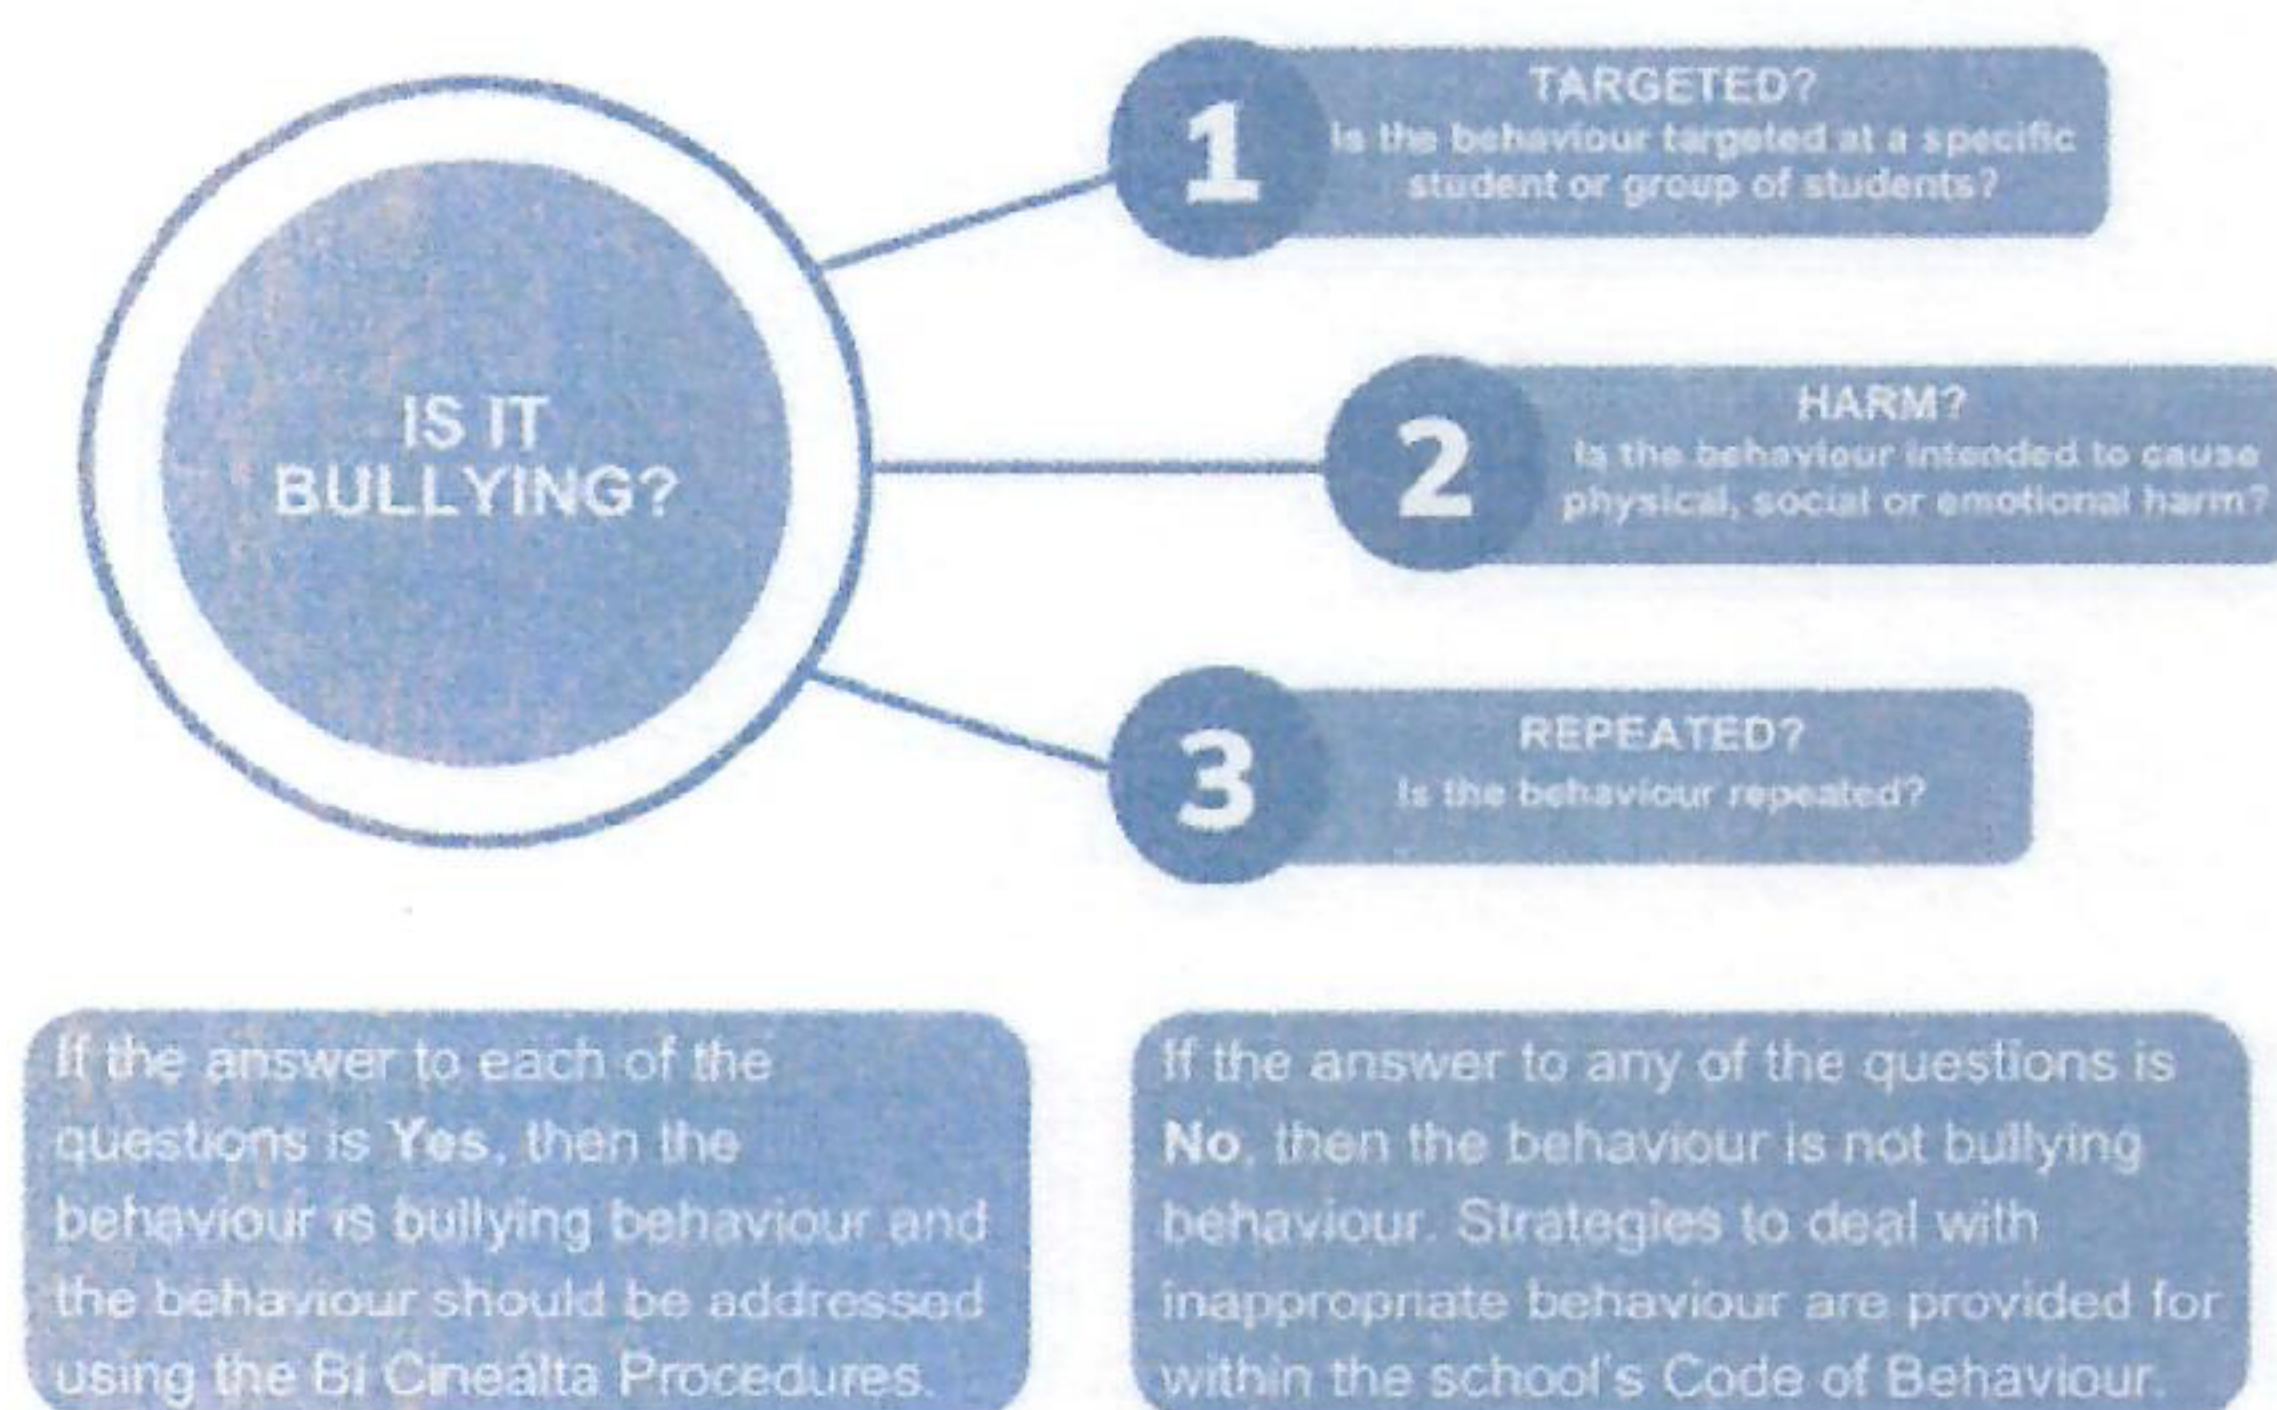 IS IT
BULLYING?
1
TARGETED?
Is the behaviour targeted at a specific
student or group of students?
2
HARM?
Is the behaviour intended to cause
physical, social or emotional harm?
3
REPEATED?
Is the behaviour repeated?
If the answer to each of the
questions is Yes, then the
behaviour is bullying behaviour and
the behaviour should be addressed
using the Bí Cineálta Procedures.
If the answer to any of the questions is
No, then the behaviour is not bullying
behaviour. Strategies to deal with
inappropriate behaviour are provided for
within the school's Code of Behaviour.